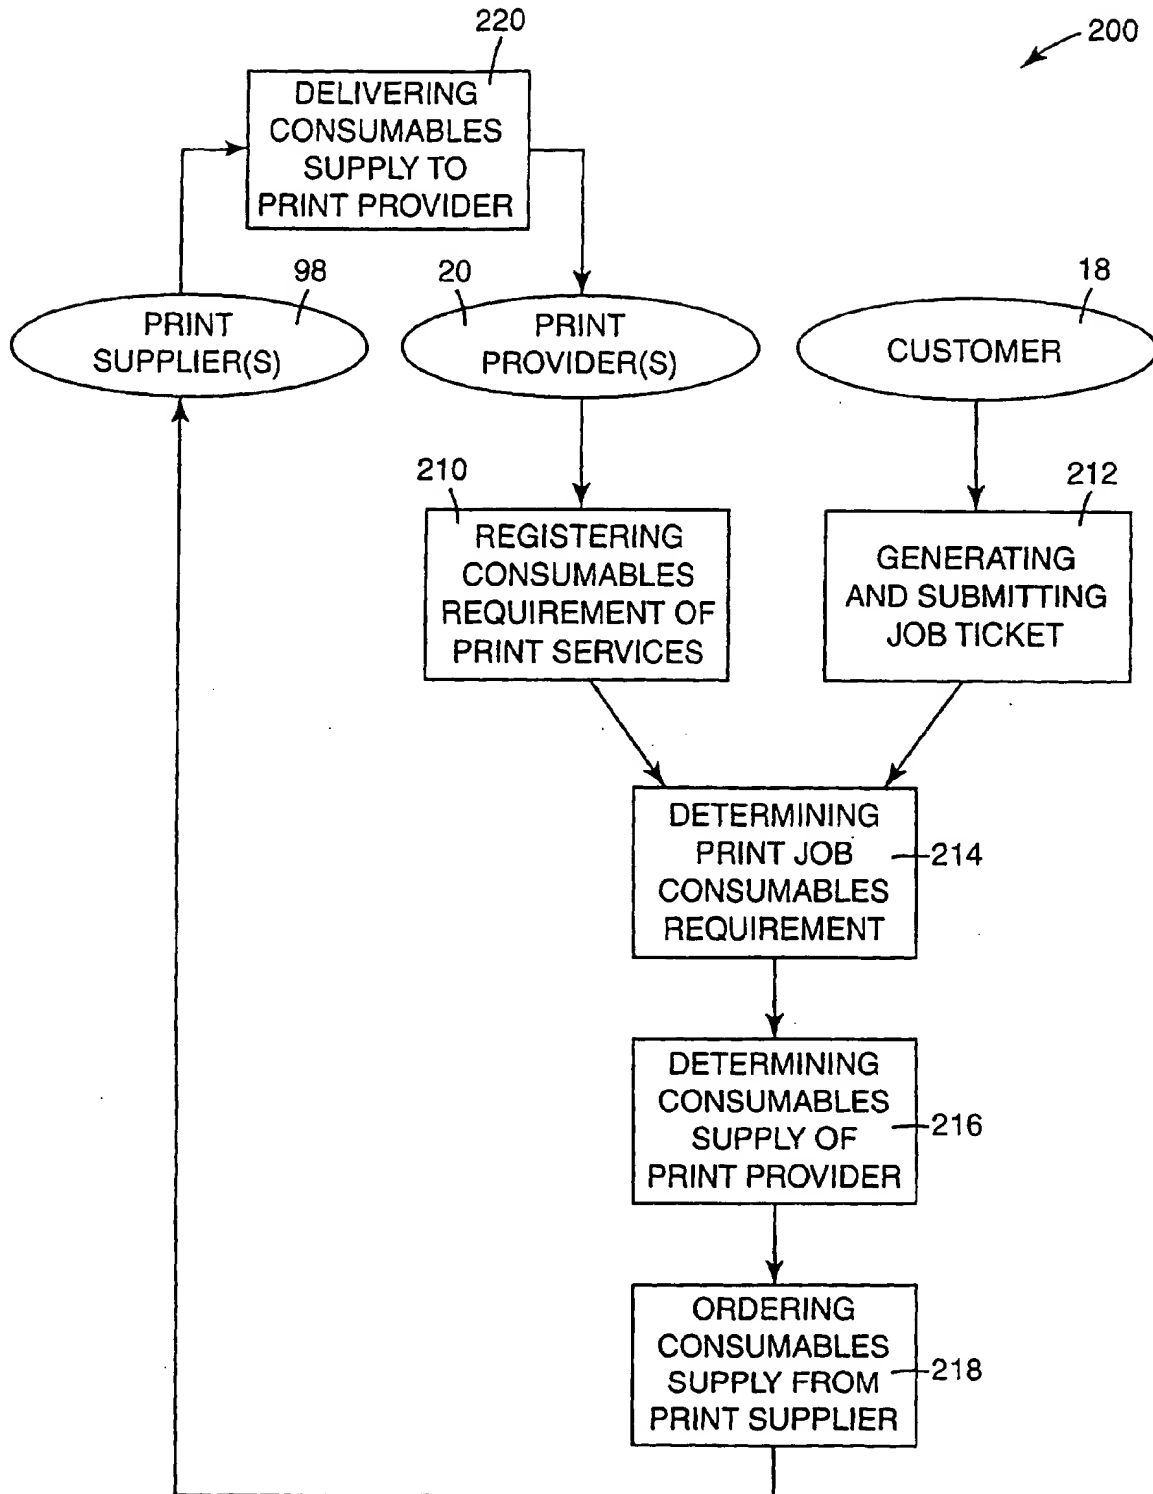 220
200
DELIVERING
CONSUMABLES
SUPPLY TO
PRINT PROVIDER
98
20
18
PRINT
SUPPLIER(S)
PRINT
PROVIDER(S)
CUSTOMER
210
212
REGISTERING
CONSUMABLES
REQUIREMENT OF
PRINT SERVICES
GENERATING
AND SUBMITTING
JOB TICKET
DETERMINING
PRINT JOB
CONSUMABLES
REQUIREMENT
214
DETERMINING
CONSUMABLES
SUPPLY OF
PRINT PROVIDER
216
ORDERING
CONSUMABLES
SUPPLY FROM
PRINT SUPPLIER
218